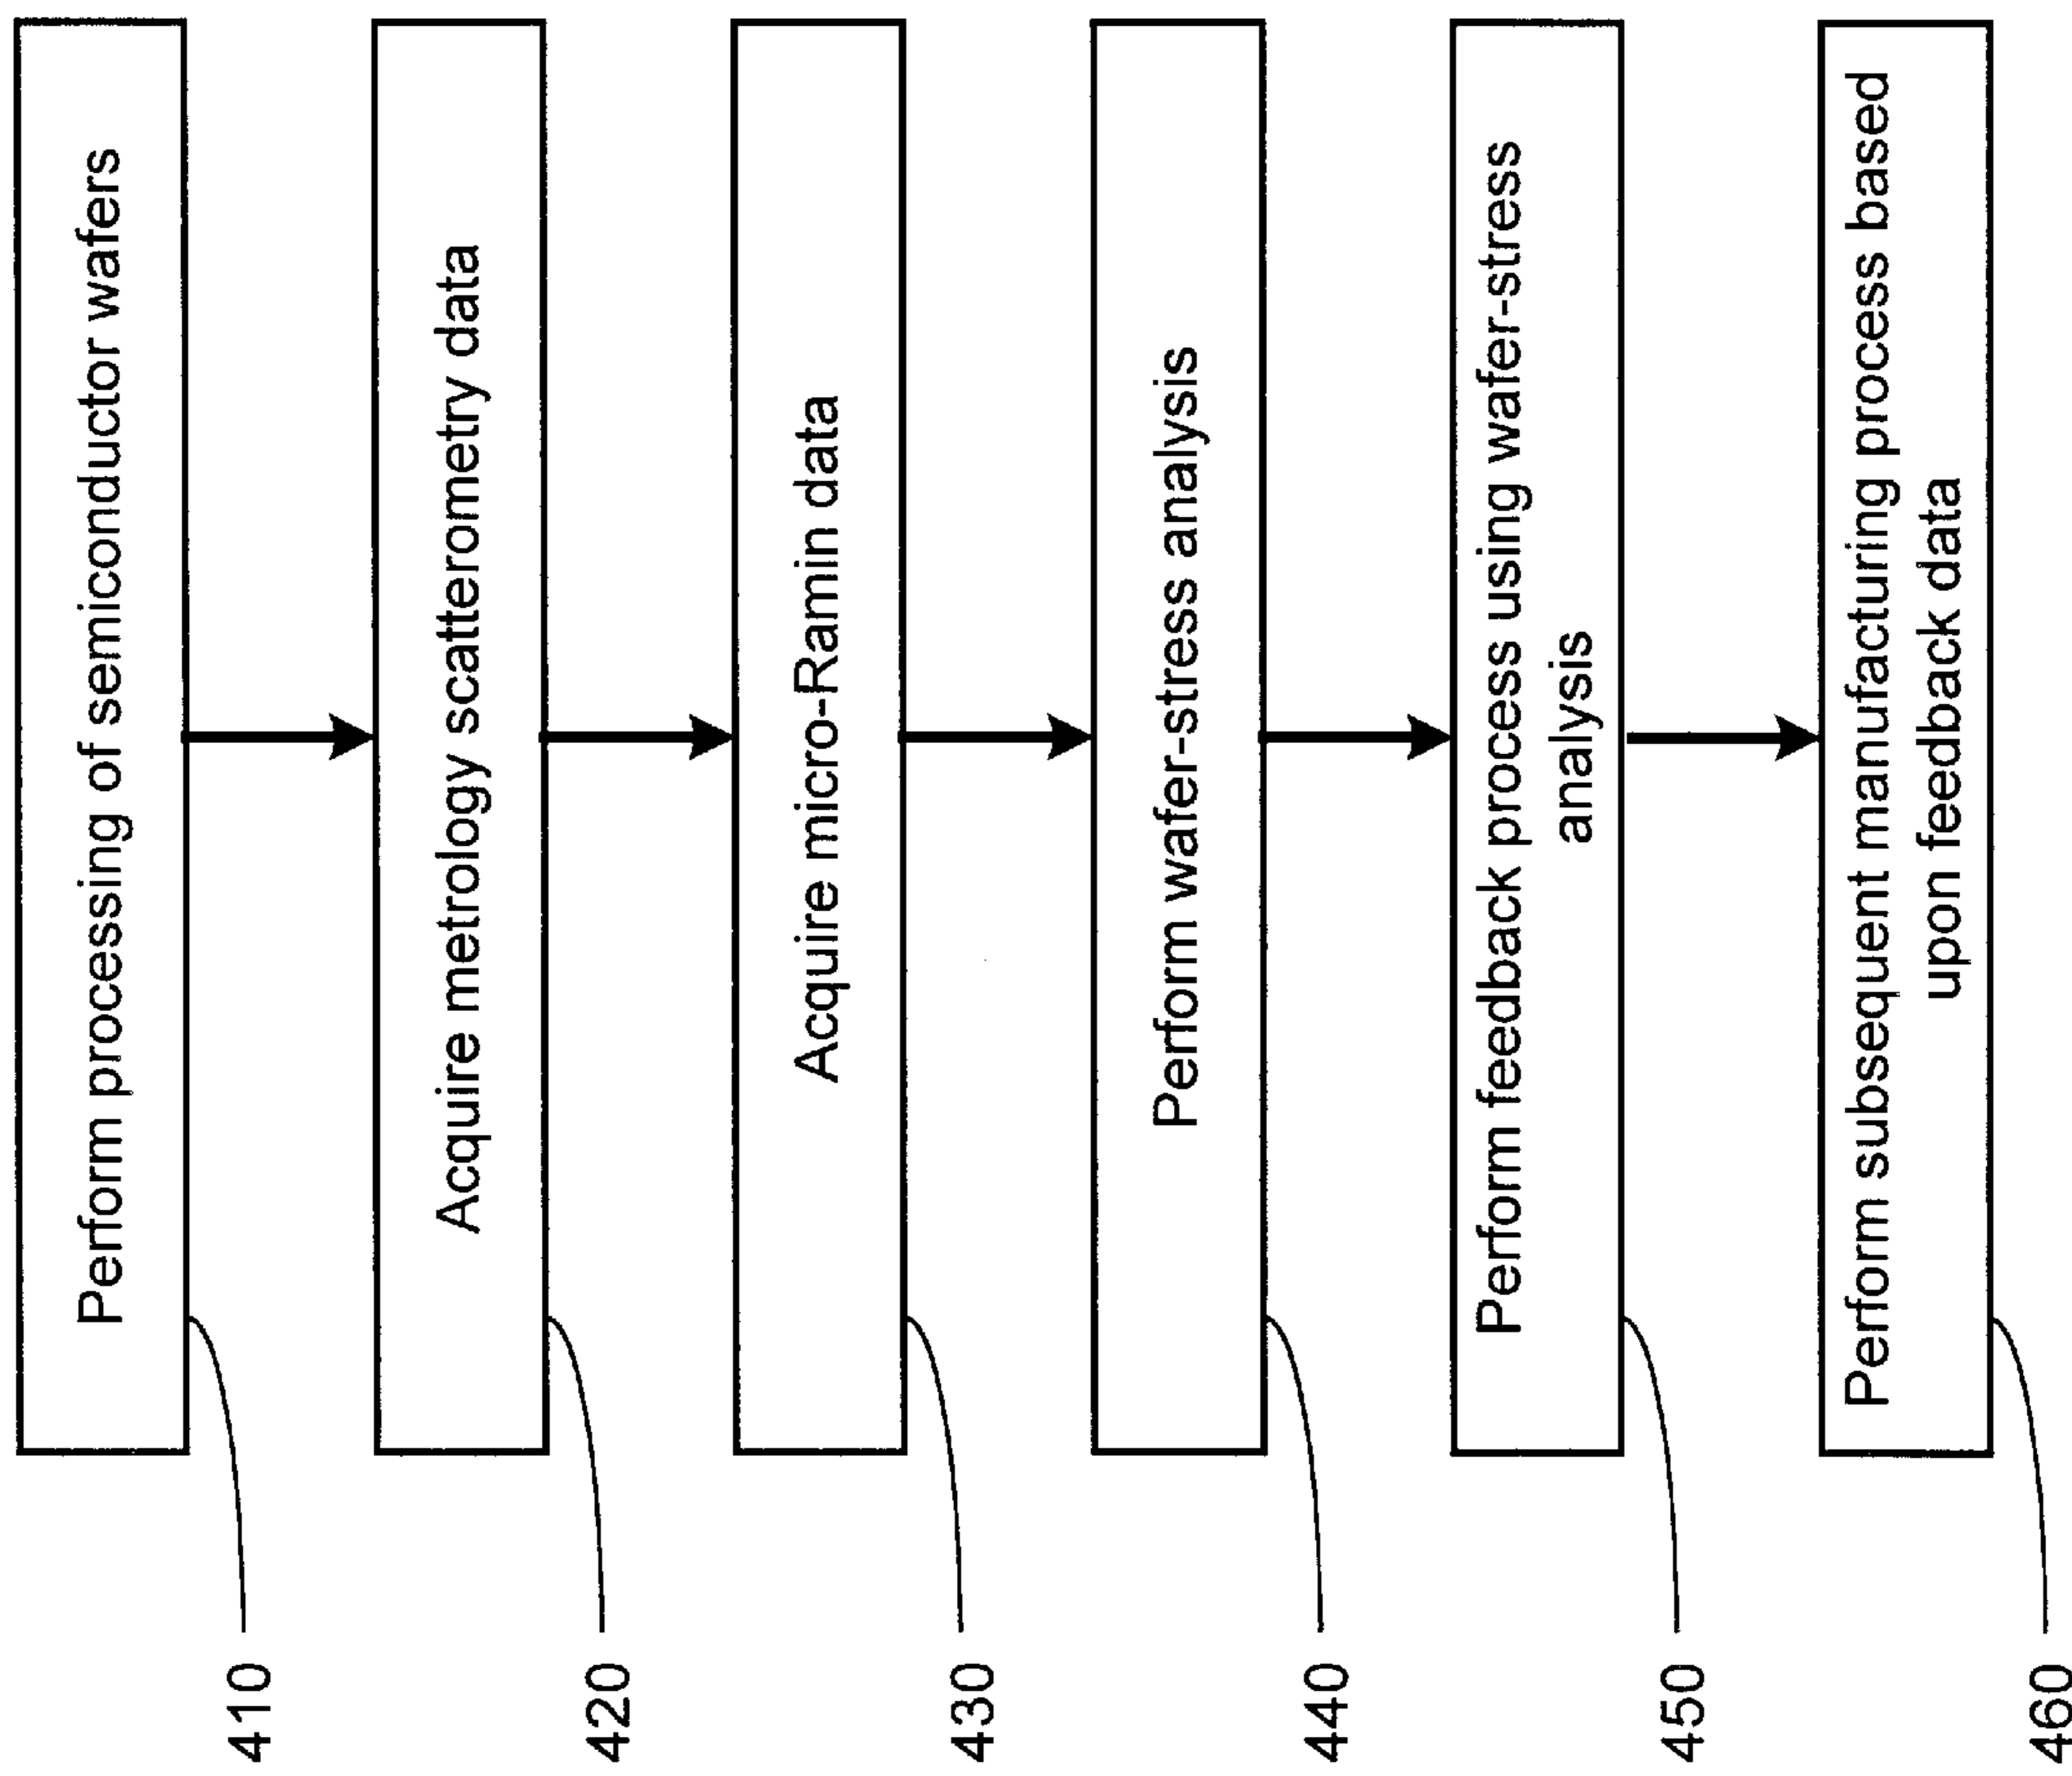 410
Perform processing of semiconductor wafers
420
Acquire metrology scatterometry data
430
Acquire micro-Ramin data
440
Perform wafer-stress analysis
450
Perform feedback process using wafer-stress
analysis
460
Perform subsequent manufacturing process based
upon feedback data